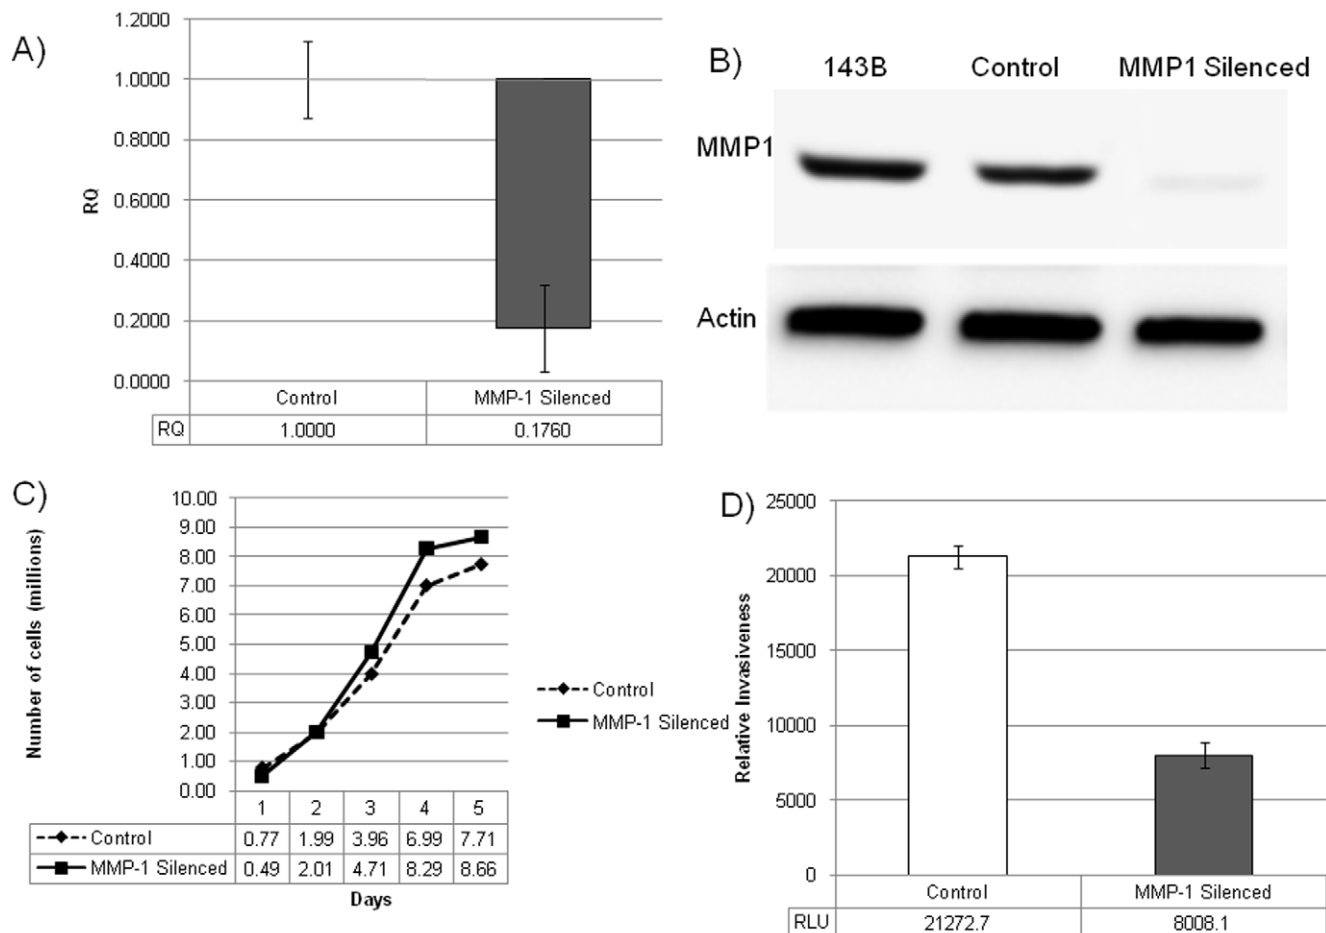 A)
1.2000
1.0000
0.8000
0.6000
0.4000
0.2000
0.0000
RQ
Control MMP-1 Silenced
RQ 1.0000 0.1760
B)
143B Control MMP1 Silenced
MMP1
Actin
C)
10.00
9.00
8.00
7.00
6.00
5.00
4.00
3.00
2.00
1.00
0.00
Number of cells (millions)
1 2 3 4 5
Control 0.77 1.99 3.96 6.99 7.71
MMP-1 Silenced 0.49 2.01 4.71 8.29 8.66
Days
Control
MMP-1 Silenced
D)
25000
20000
15000
10000
5000
0
Relative Invasiveness
Control MMP-1 Silenced
RLU 21272.7 8008.1